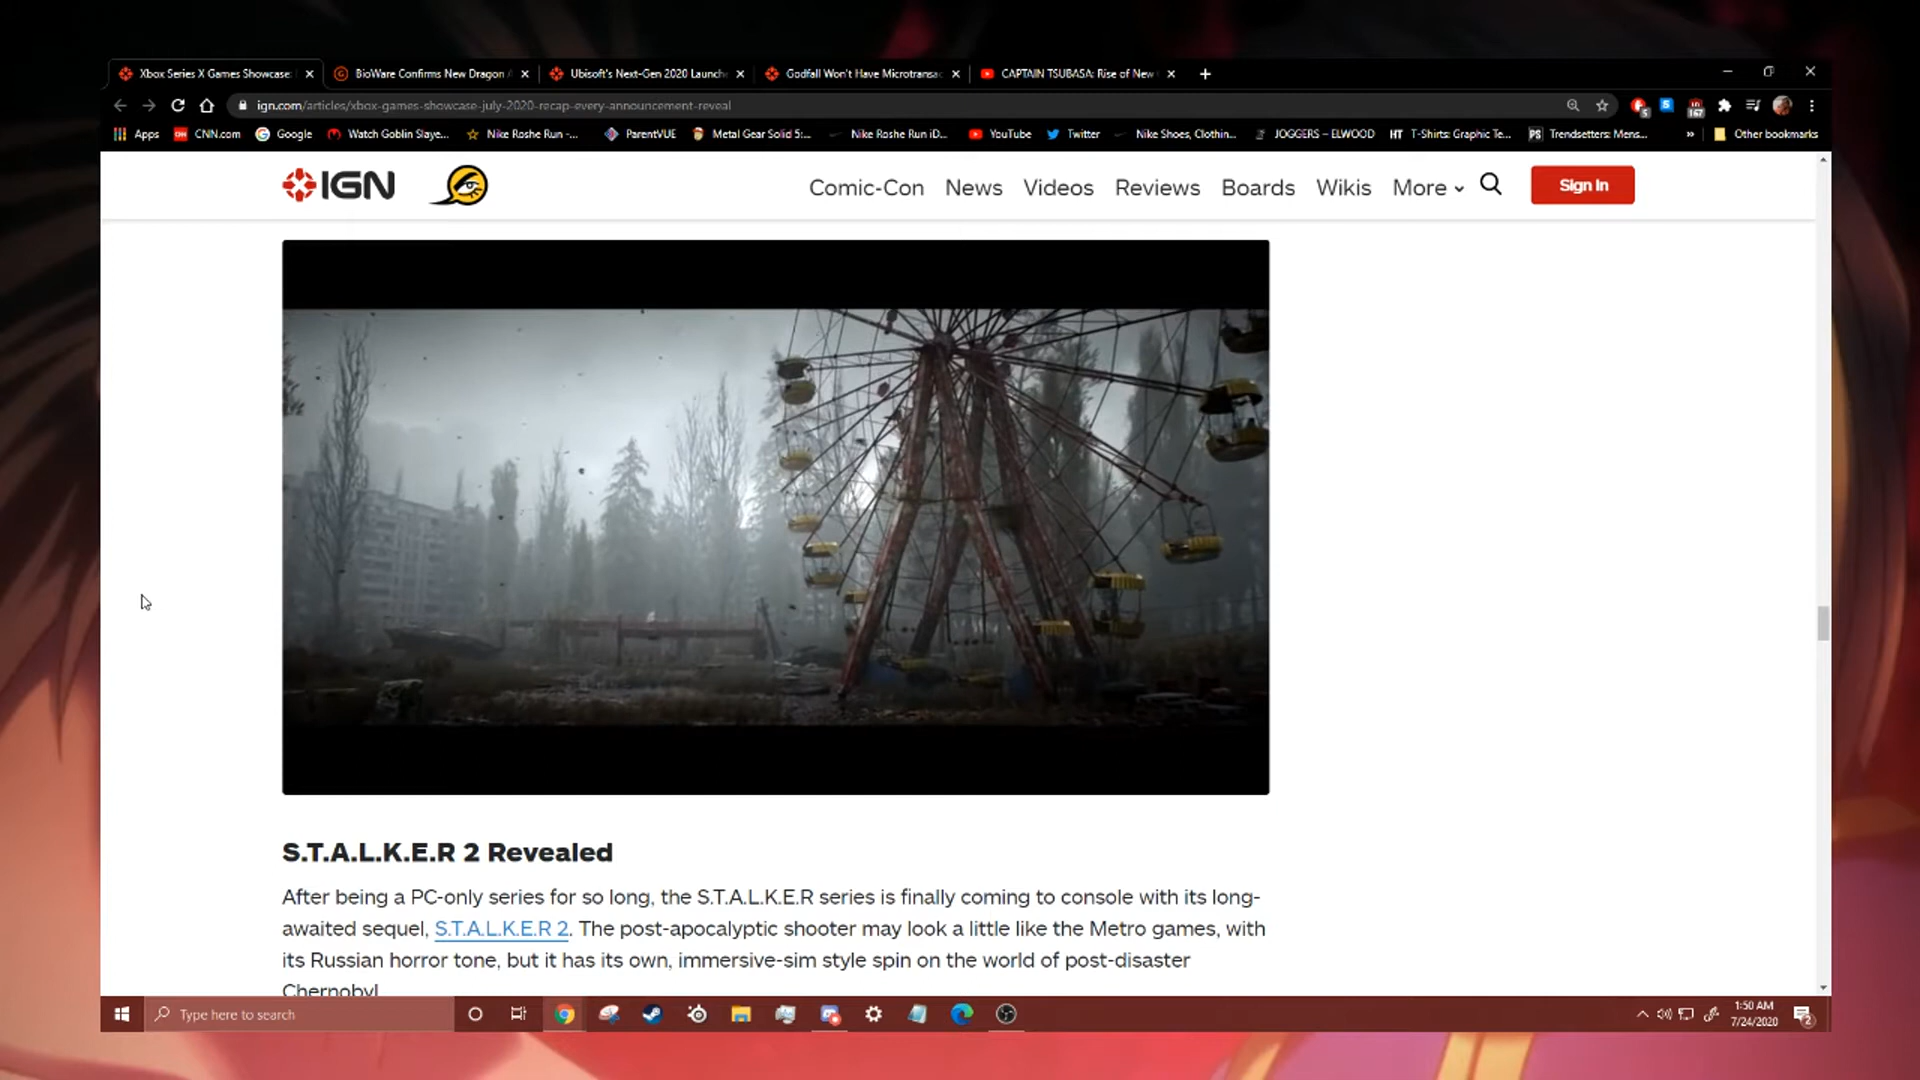 Xbox Series X Games Showcase:
BioWare Confirms New Dragon
Ubisoft's Next-Gen 2020 Launch
Godfall Won't Have Microtransac
CAPTAIN TSUBASA: Rise of New
ign.com/articles/xbox-games-showcase-july-2020-recap-every-announcement-reveal
5
167
Apps
CNN.com
Google
Watch Goblin Slaye...
Nike Roshe Run -...
ParentVUE
Metal Gear Solid 5:...
Nike Roshe Run iD...
YouTube
Twitter
Nike Shoes, Clothin...
JOGGERS – ELWOOD
HT T-Shirts: Graphic Te...
PS Trendsetters: Mens...
»
Other bookmarks
IGN
Comic-Con
News
Videos
Reviews
Boards
Wikis
More
Sign In
S.T.A.L.K.E.R 2 Revealed
After being a PC-only series for so long, the S.T.A.L.K.E.R series is finally coming to console with its long-
awaited sequel, S.T.A.L.K.E.R 2. The post-apocalyptic shooter may look a little like the Metro games, with
its Russian horror tone, but it has its own, immersive-sim style spin on the world of post-disaster
Chernobyl
Type here to search
1:50 AM
7/24/2020
2